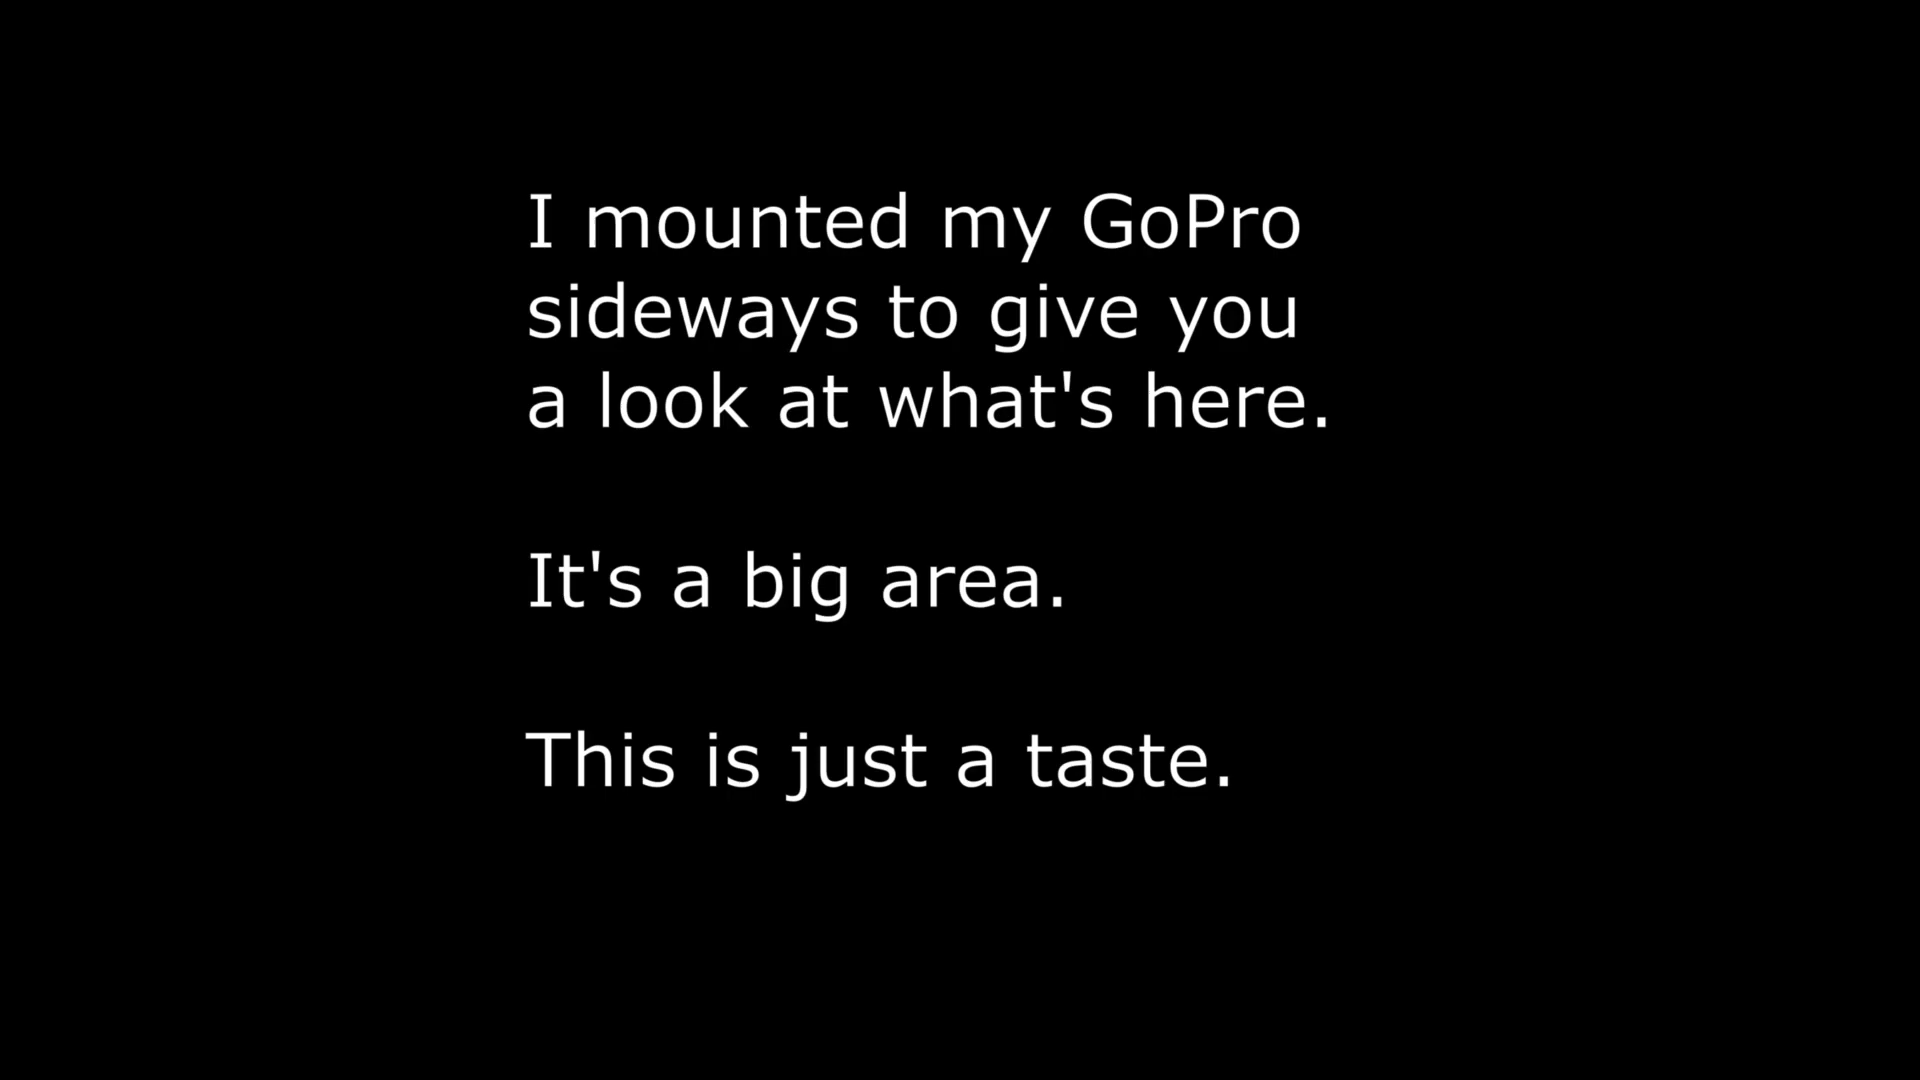 I mounted my GoPro
sideways to give you
a look at what's here.
It's a big area.
This is just a taste.